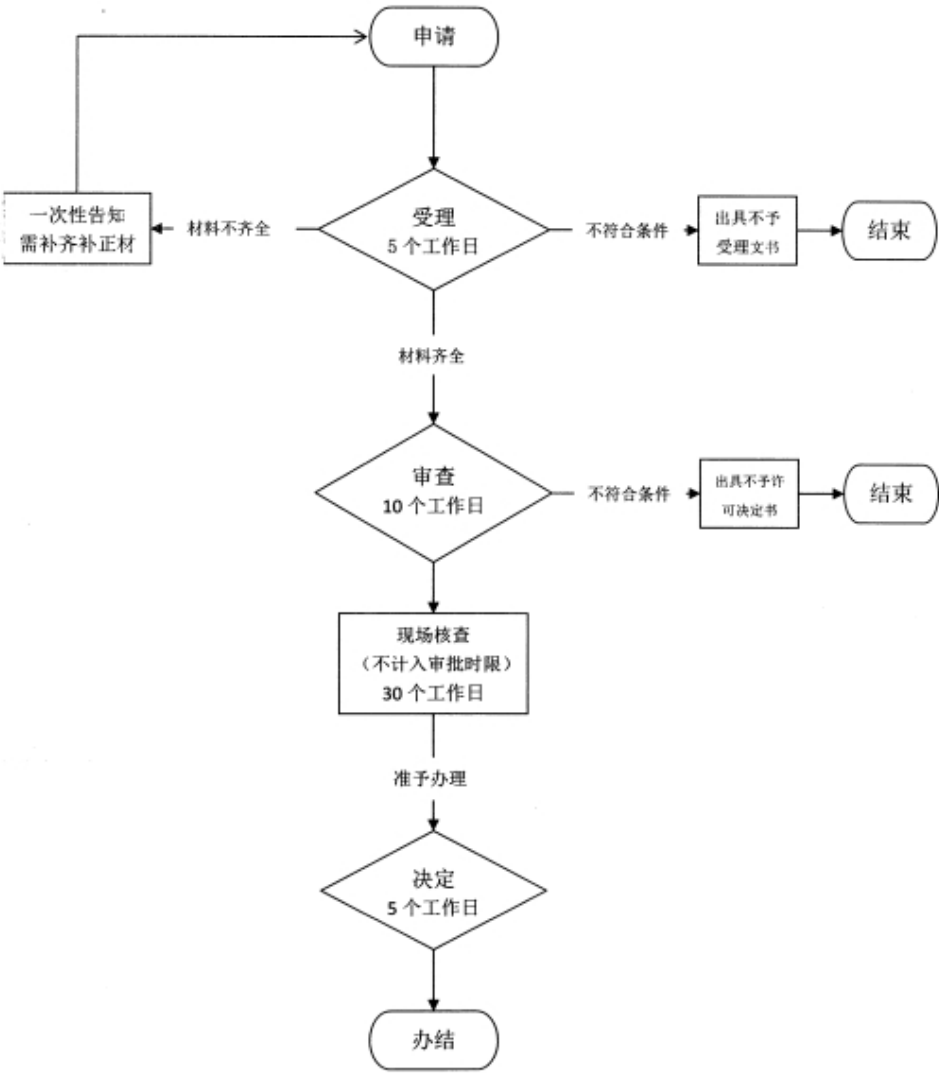 申请
一次性告知
需补齐补正材
材料不齐全
受理
5 个工作日
不符合条件
出具不予
受理文书
结束
材料齐全
审查
10 个工作日
不符合条件
出具不予许
可决定书
结束
现场核查
（不计入审批时限）
30 个工作日
准予办理
决定
5 个工作日
办结